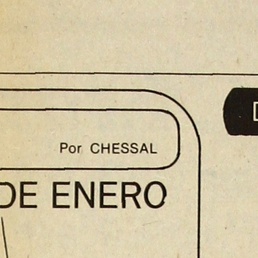 Por CHESSAL
DE ENERO